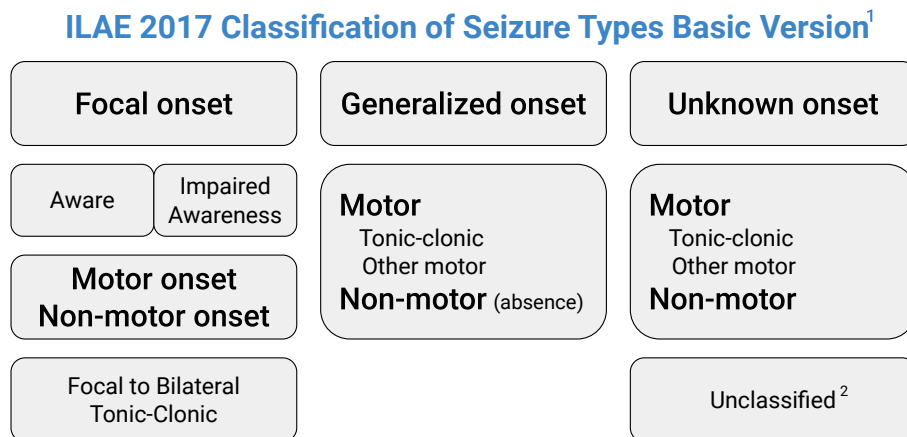 ILAE 2017 Classification of Seizure Types Basic Version1
Focal onset
Generalized onset
Unknown onset
Aware
Impaired
Awareness
Motor onset
Non-motor onset
Focal to Bilateral
Tonic-Clonic
Motor
Tonic-clonic
Other motor
Non-motor (absence)
Motor
Tonic-clonic
Other motor
Non-motor
Unclassified 2